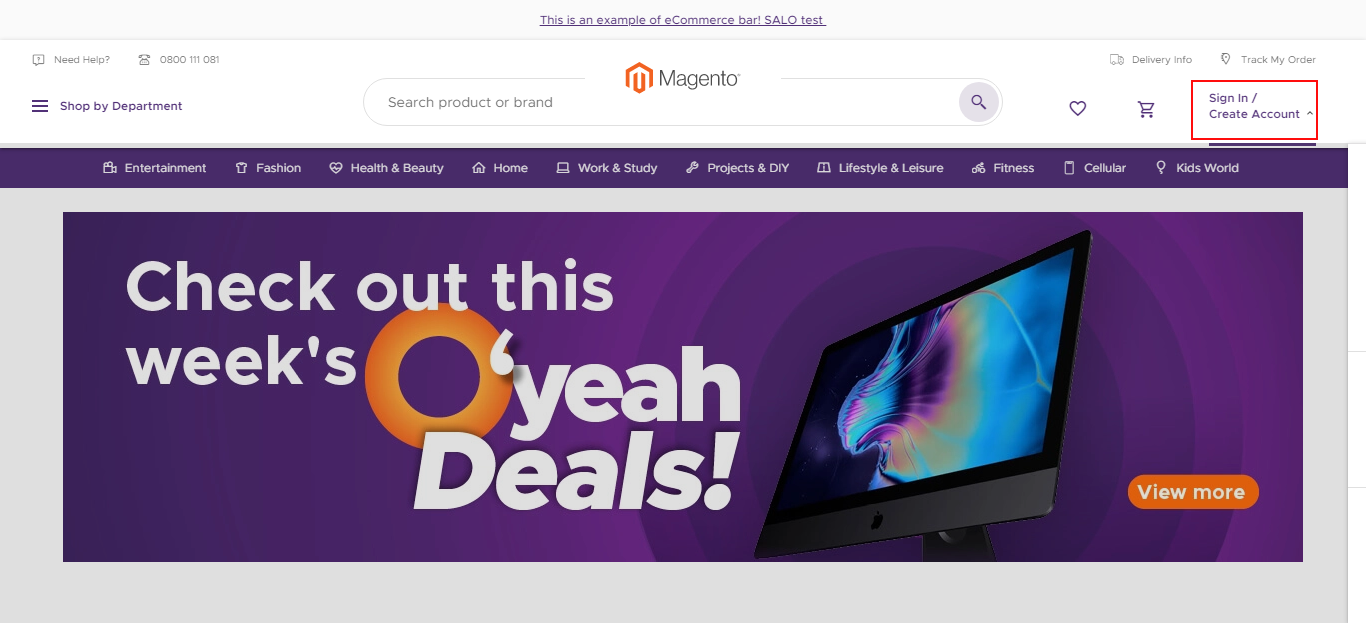 This is an example of eCommerce bar! SALO test
Need Help?
0800 111 081
Magento
Delivery Info
Track My Order
Shop by Department
Search product or brand
Sign In /
Create Account
Entertainment
Fashion
Health & Beauty
Home
Work & Study
Projects & DIY
Lifestyle & Leisure
Fitness
Cellular
Kids World
Check out this
week's O'yeah
Deals!
View more